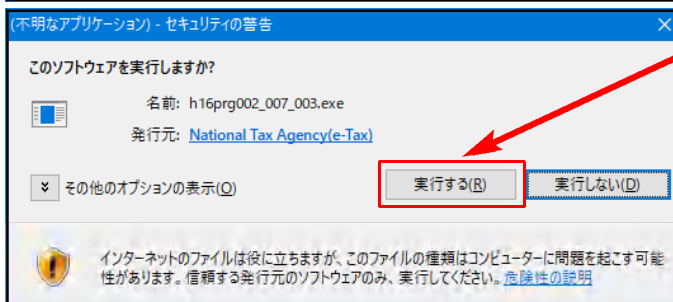 (不明なアプリケーション) - セキュリティの警告
このソフトウェアを実行しますか?
名前: h16prg002_007_003.exe
発行元: National Tax Agency(e-Tax)
その他のオプションの表示(O)
実行する(R)
実行しない(D)
インターネットのファイルは役に立ちますが、このファイルの種類はコンピューターに問題を起こす可能
性があります。信頼する発行元のソフトウェアのみ、実行してください。危険性の説明